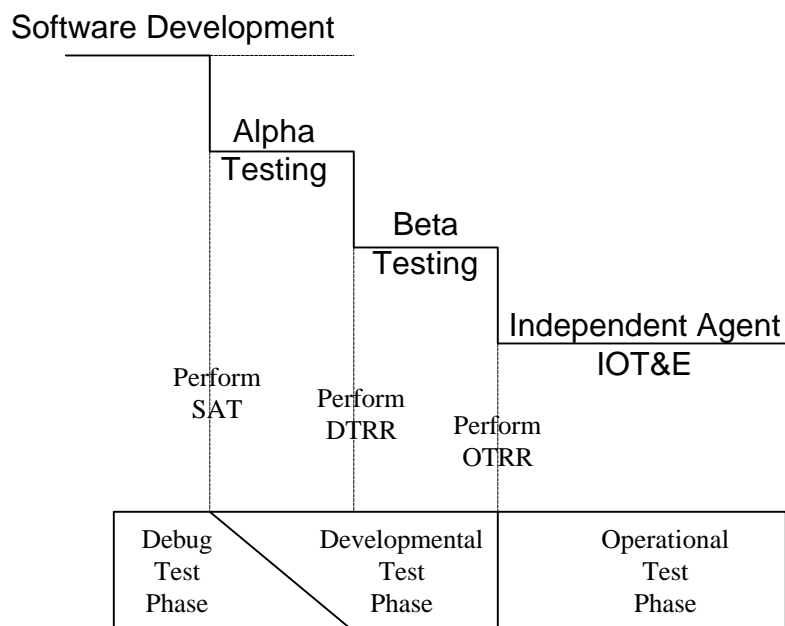 Software Development
Alpha
Testing
Beta
Testing
Independent Agent
IOT&E
Perform
SAT
Perform
DTRR
Perform
OTRR
Debug
Test
Phase
Developmental
Test
Phase
Operational
Test
Phase